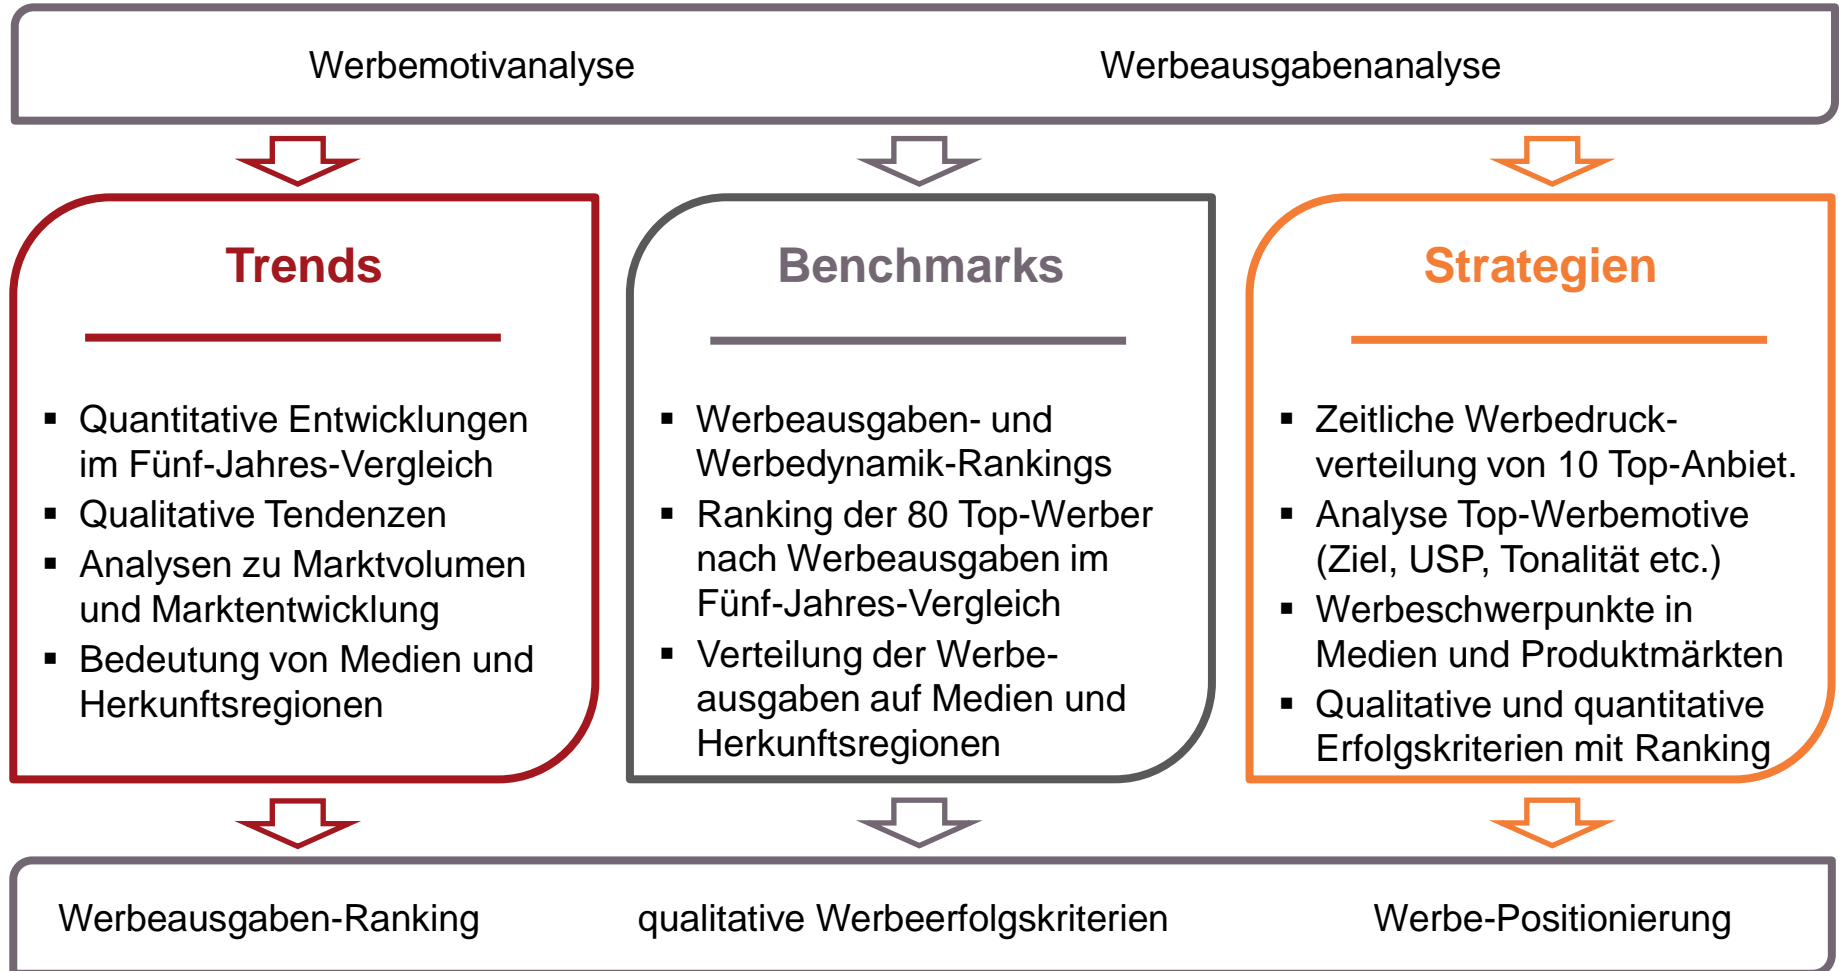 Werbemotivanalyse
Werbeausgabenanalyse
Trends
▪ Quantitative Entwicklungen
im Fünf-Jahres-Vergleich
▪ Qualitative Tendenzen
▪ Analysen zu Marktvolumen
und Marktentwicklung
▪ Bedeutung von Medien und
Herkunftsregionen
Benchmarks
▪ Werbeausgaben- und
Werbedynamik-Rankings
▪ Ranking der 80 Top-Werber
nach Werbeausgaben im
Fünf-Jahres-Vergleich
▪ Verteilung der Werbe-
ausgaben auf Medien und
Herkunftsregionen
Strategien
▪ Zeitliche Werbedruck-
verteilung von 10 Top-Anbiet.
▪ Analyse Top-Werbemotive
(Ziel, USP, Tonalität etc.)
▪ Werbeschwerpunkte in
Medien und Produktmärkten
▪ Qualitative und quantitative
Erfolgskriterien mit Ranking
Werbeausgaben-Ranking
qualitative Werbeerfolgskriterien
Werbe-Positionierung